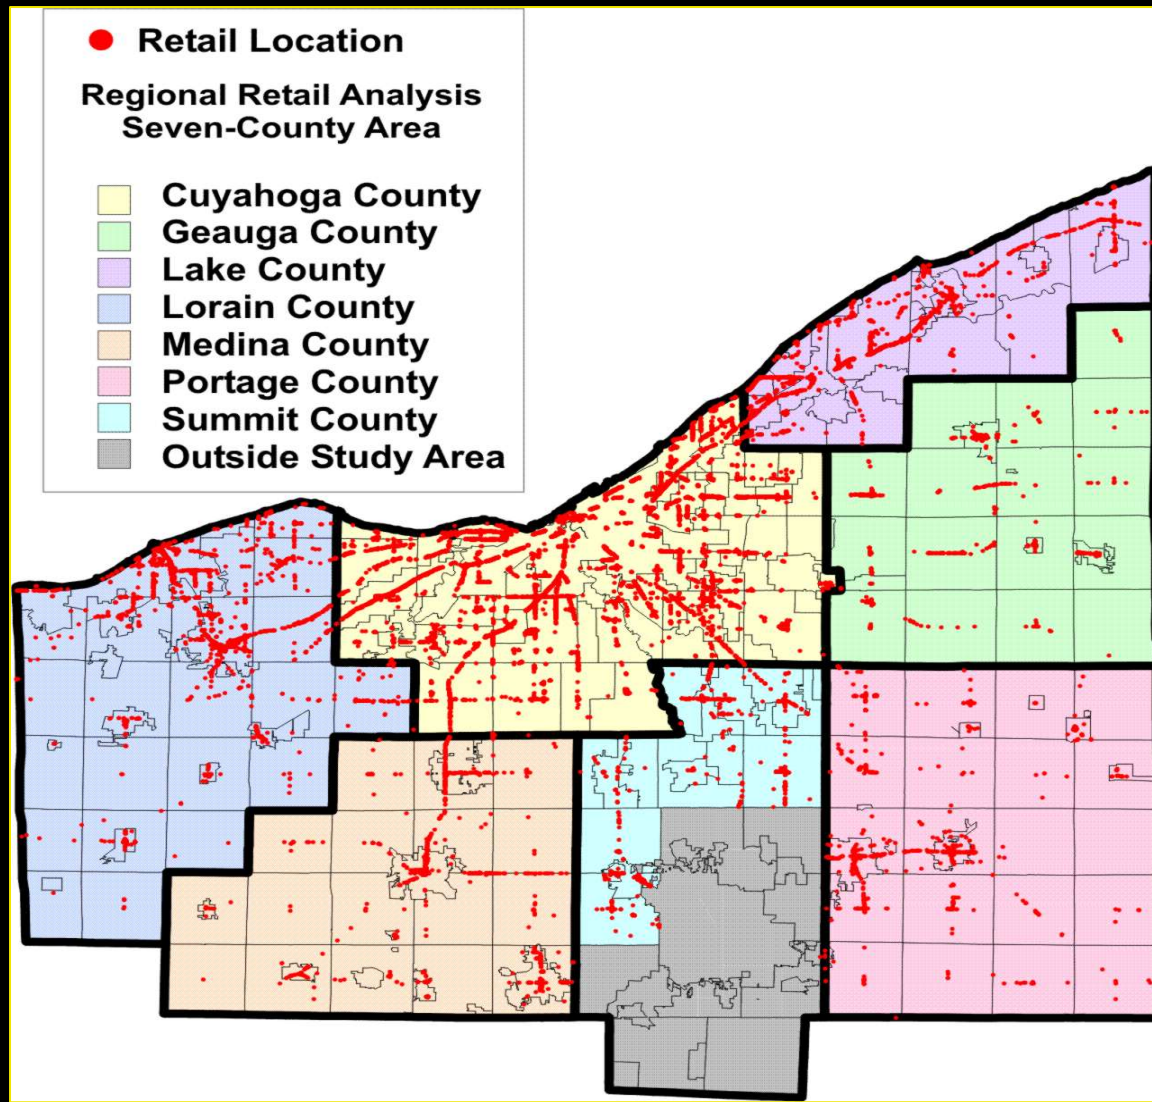 Retail Location
Regional Retail Analysis
Seven-County Area
Cuyahoga County
Geauga County
Lake County
Lorain County
Medina County
Portage County
Summit County
Outside Study Area